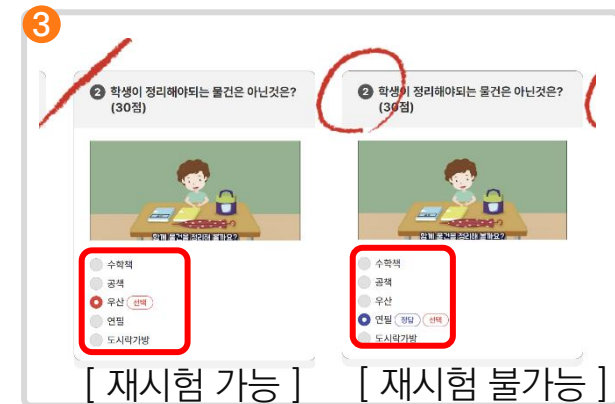 3
2 학생이 정리해야되는 물건은 아닌것은?
(30점)
함께 물건을 정리해 볼까요?
수학책
공책
우산 선택
연필
도시락가방
[ 재시험 가능 ]
2 학생이 정리해야되는 물건은 아닌것은?
(30점)
함께 물건을 정리해 볼까요?
수학책
공책
우산
연필 정답 선택
도시락가방
[ 재시험 불가능 ]